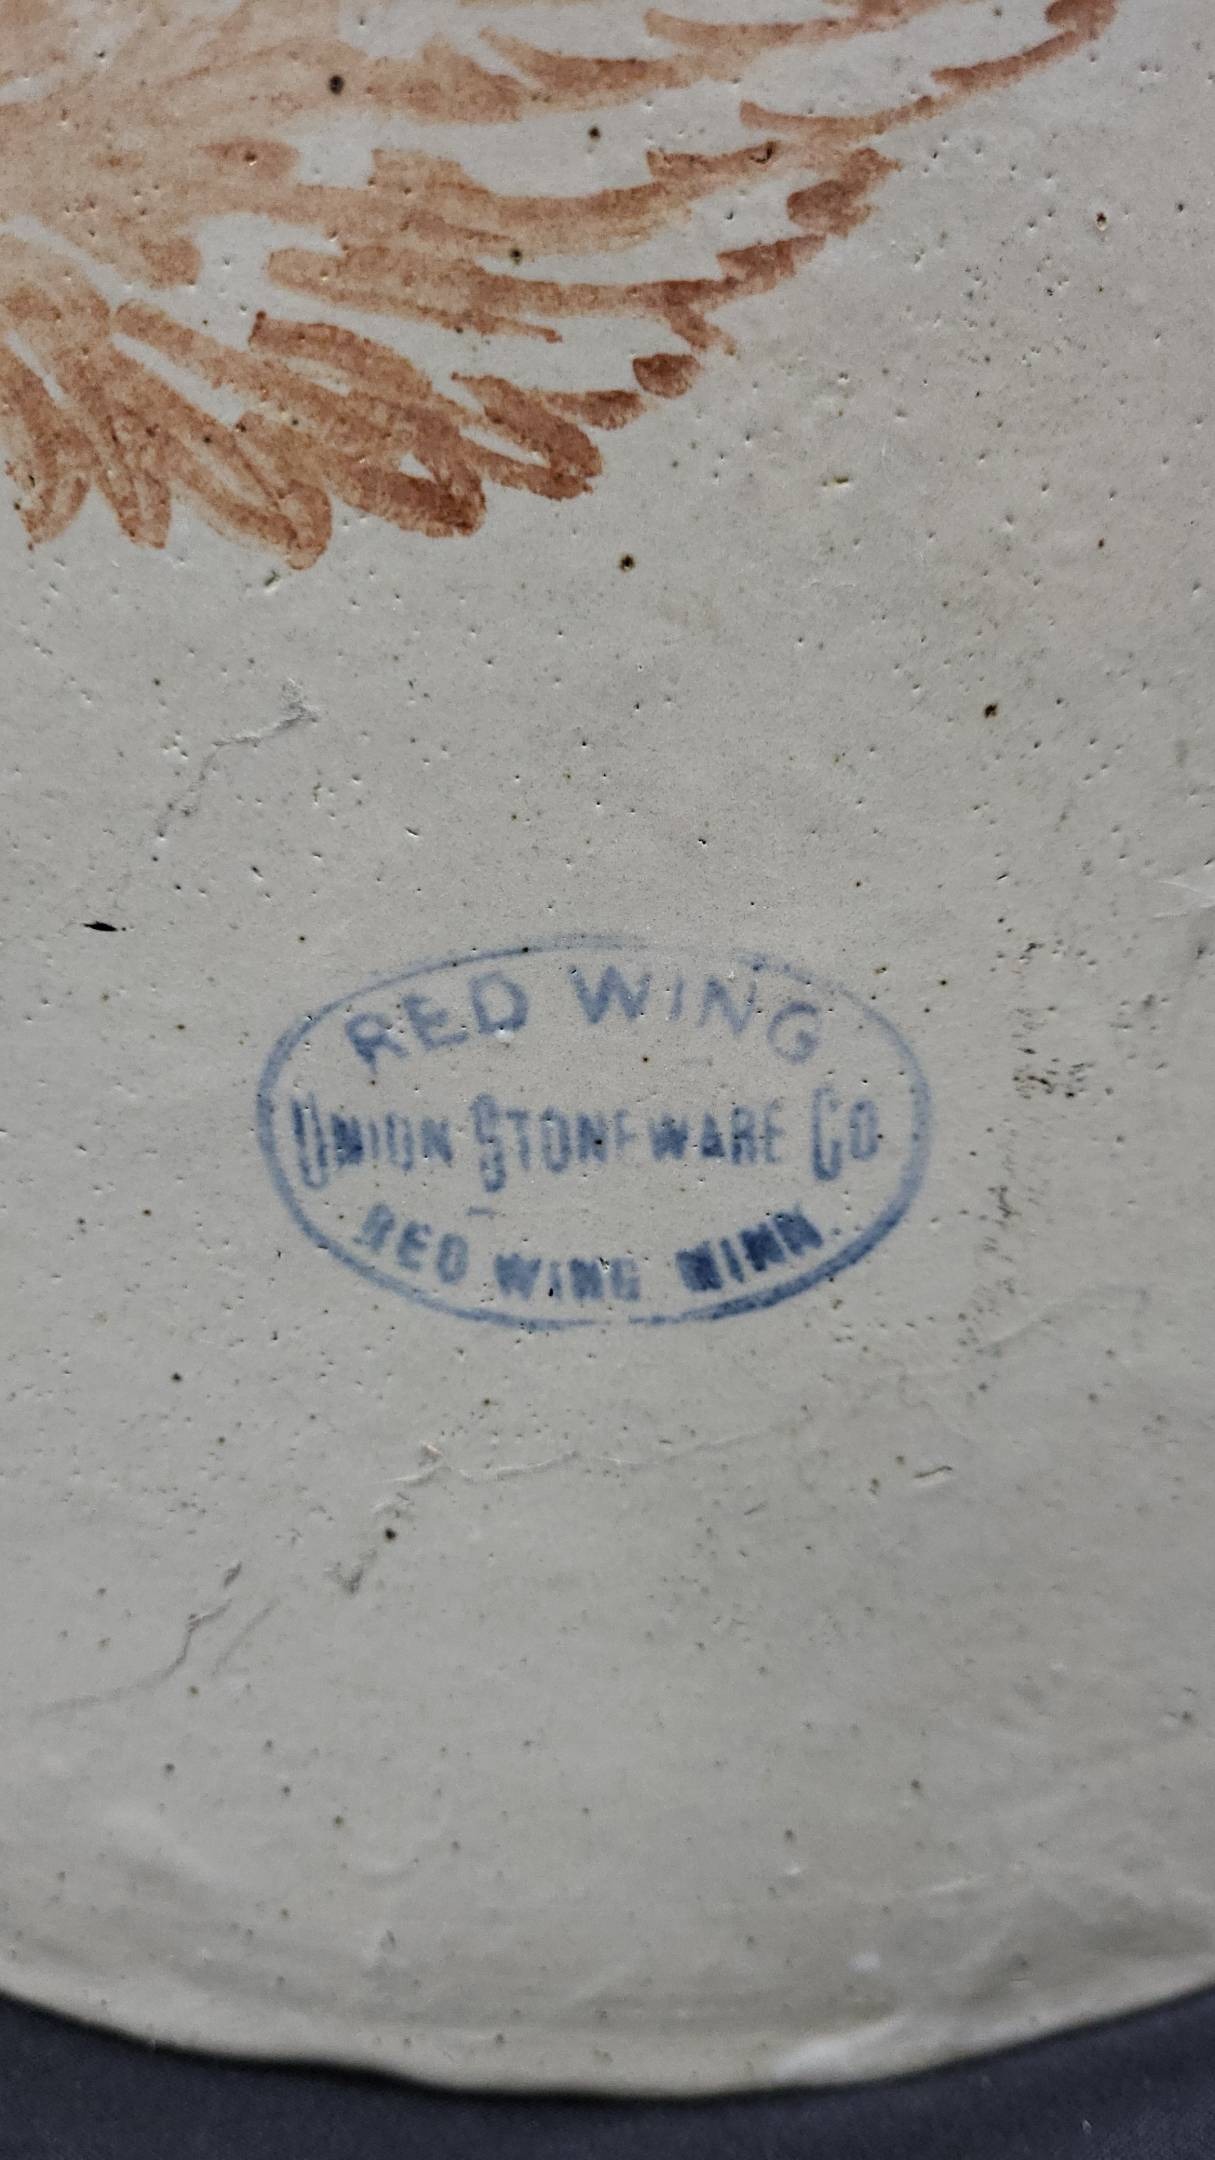 RED WING
UNION STONEWARE CO
RED WING MINN.